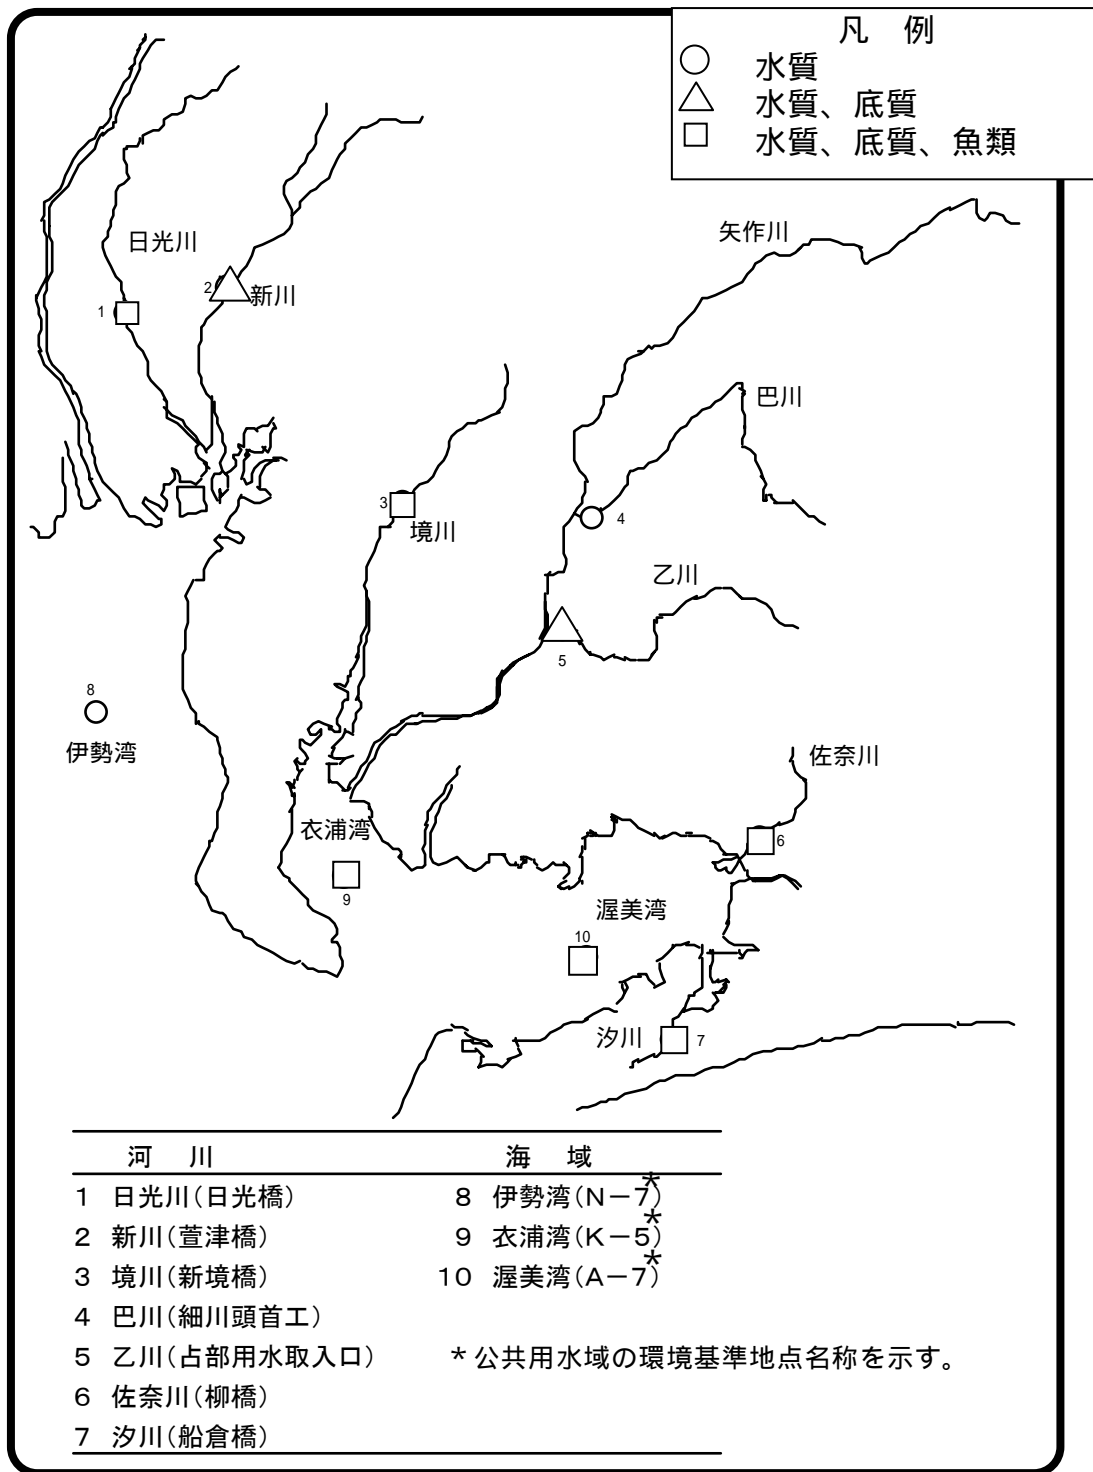 凡　例
水質
水質、底質
水質、底質、魚類
日光川
矢作川
2
新川
1
巴川
3
4
境川
乙川
5
8
伊勢湾
佐奈川
衣浦湾
6
9
渥美湾
10
汐川
7
河　川　海　域
1 日光川(日光橋)　8 伊勢湾(N－7)*
2 新川(萱津橋)　9 衣浦湾(K－5)*
3 境川(新境橋)　10 渥美湾(A－7)*
4 巴川(細川頭首工)
5 乙川(占部用水取入口)　* 公共用水域の環境基準地点名称を示す。
6 佐奈川(柳橋)
7 汐川(船倉橋)